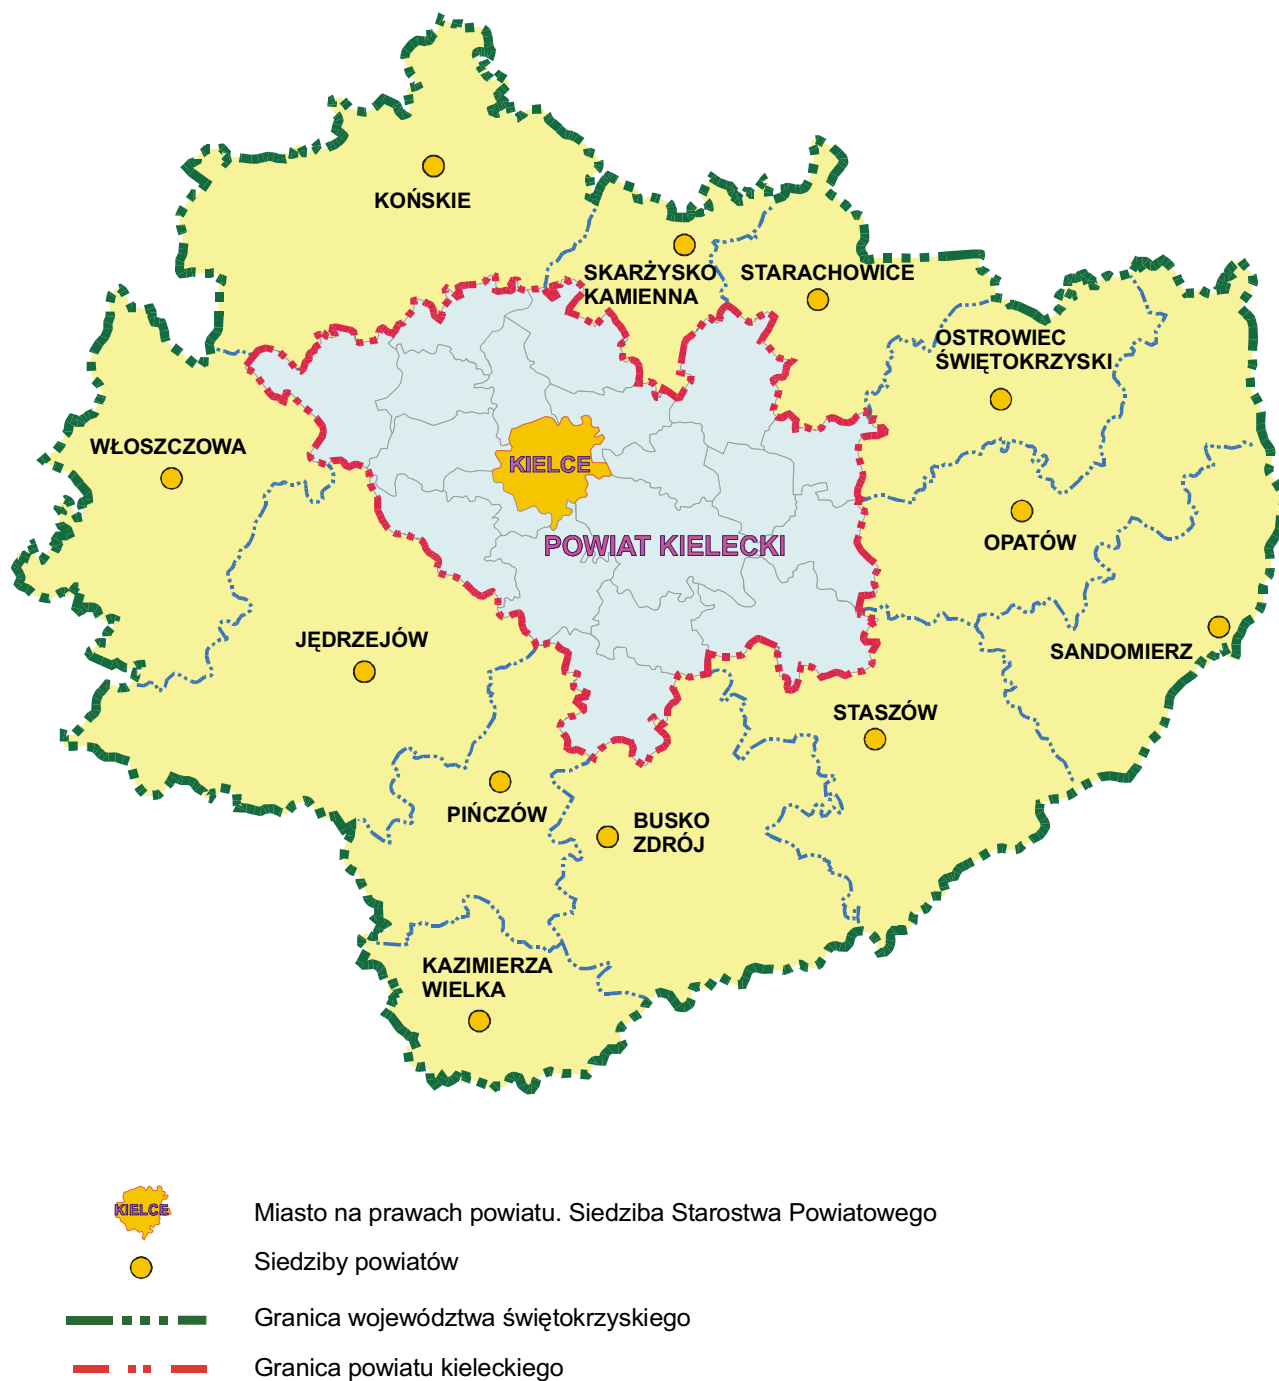 KOŃSKIE
SKARŻYSKO
KAMIENNA
STARACHOWICE
OSTROWIEC
ŚWIĘTOKRZYSKI
WŁOSZCZOWA
KIELCE
OPATÓW
POWIAT KIELECKI
JĘDRZEJÓW
SANDOMIERZ
STASZÓW
PIŃCZÓW
BUSKO
ZDRÓJ
KAZIMIERZA
WIELKA
KIELCE
Miasto na prawach powiatu. Siedziba Starostwa Powiatowego
Siedziby powiatów
Granica województwa świętokrzyskiego
Granica powiatu kieleckiego